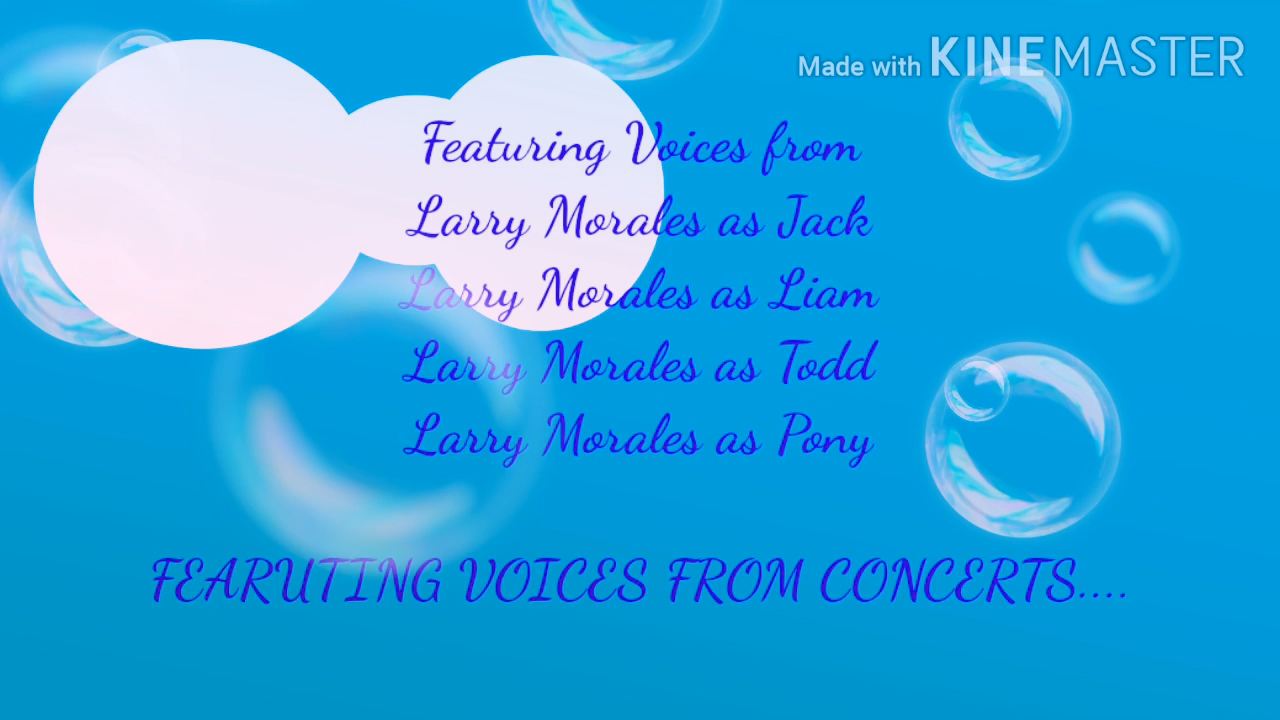 Made with KINEMASTER
Featuring Voices from
Larry Morales as Jack
Larry Morales as Liam
Larry Morales as Todd
Larry Morales as Pony
FEARUTING VOICES FROM CONCERTS....